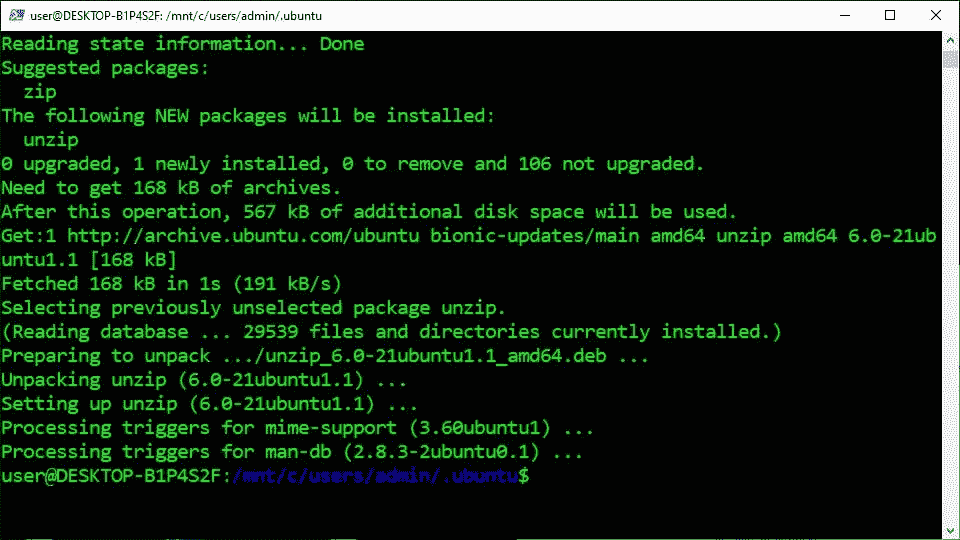 user@DESKTOP-B1P4S2F: /mnt/c/users/admin/.ubuntu
Reading state information... Done
Suggested packages:
  zip
The following NEW packages will be installed:
  unzip
0 upgraded, 1 newly installed, 0 to remove and 106 not upgraded.
Need to get 168 kB of archives.
After this operation, 567 kB of additional disk space will be used.
Get:1 http://archive.ubuntu.com/ubuntu bionic-updates/main amd64 unzip amd64 6.0-21ub
untu1.1 [168 kB]
Fetched 168 kB in 1s (191 kB/s)
Selecting previously unselected package unzip.
(Reading database ... 29539 files and directories currently installed.)
Preparing to unpack .../unzip_6.0-21ubuntu1.1_amd64.deb ...
Unpacking unzip (6.0-21ubuntu1.1) ...
Setting up unzip (6.0-21ubuntu1.1) ...
Processing triggers for mime-support (3.60ubuntu1) ...
Processing triggers for man-db (2.8.3-2ubuntu0.1) ...
user@DESKTOP-B1P4S2F:/mnt/c/users/admin/.ubuntu$